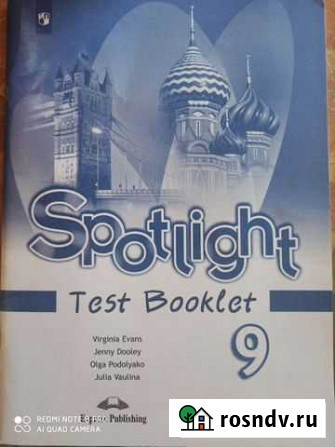 Spotlight
Test Booklet
9
Virginia Evans
Jenny Dooley
Olga Podolyako
Julia Vaulina
Publishing
REDMI NOTE 8 PRO
AI QUAD CAMERA
rosndv.ru